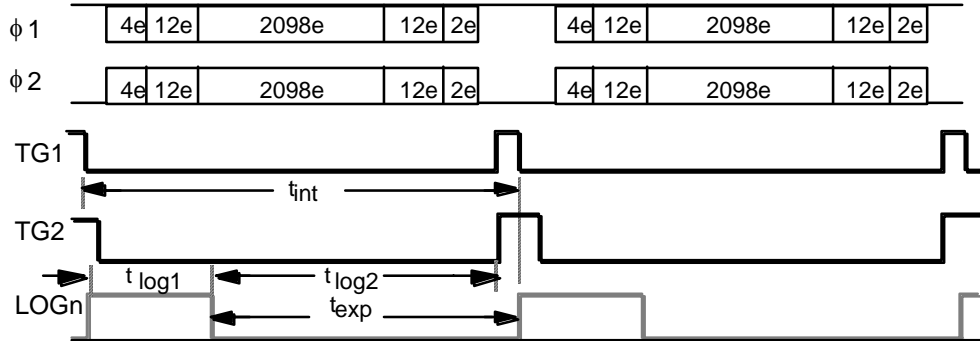 ϕ1 4e 12e 2098e 12e 2e 4e 12e 2098e 12e 2e
ϕ2 4e 12e 2098e 12e 2e 4e 12e 2098e 12e 2e
TG1
tint
TG2
tlog1 tlog2
LOGn texp